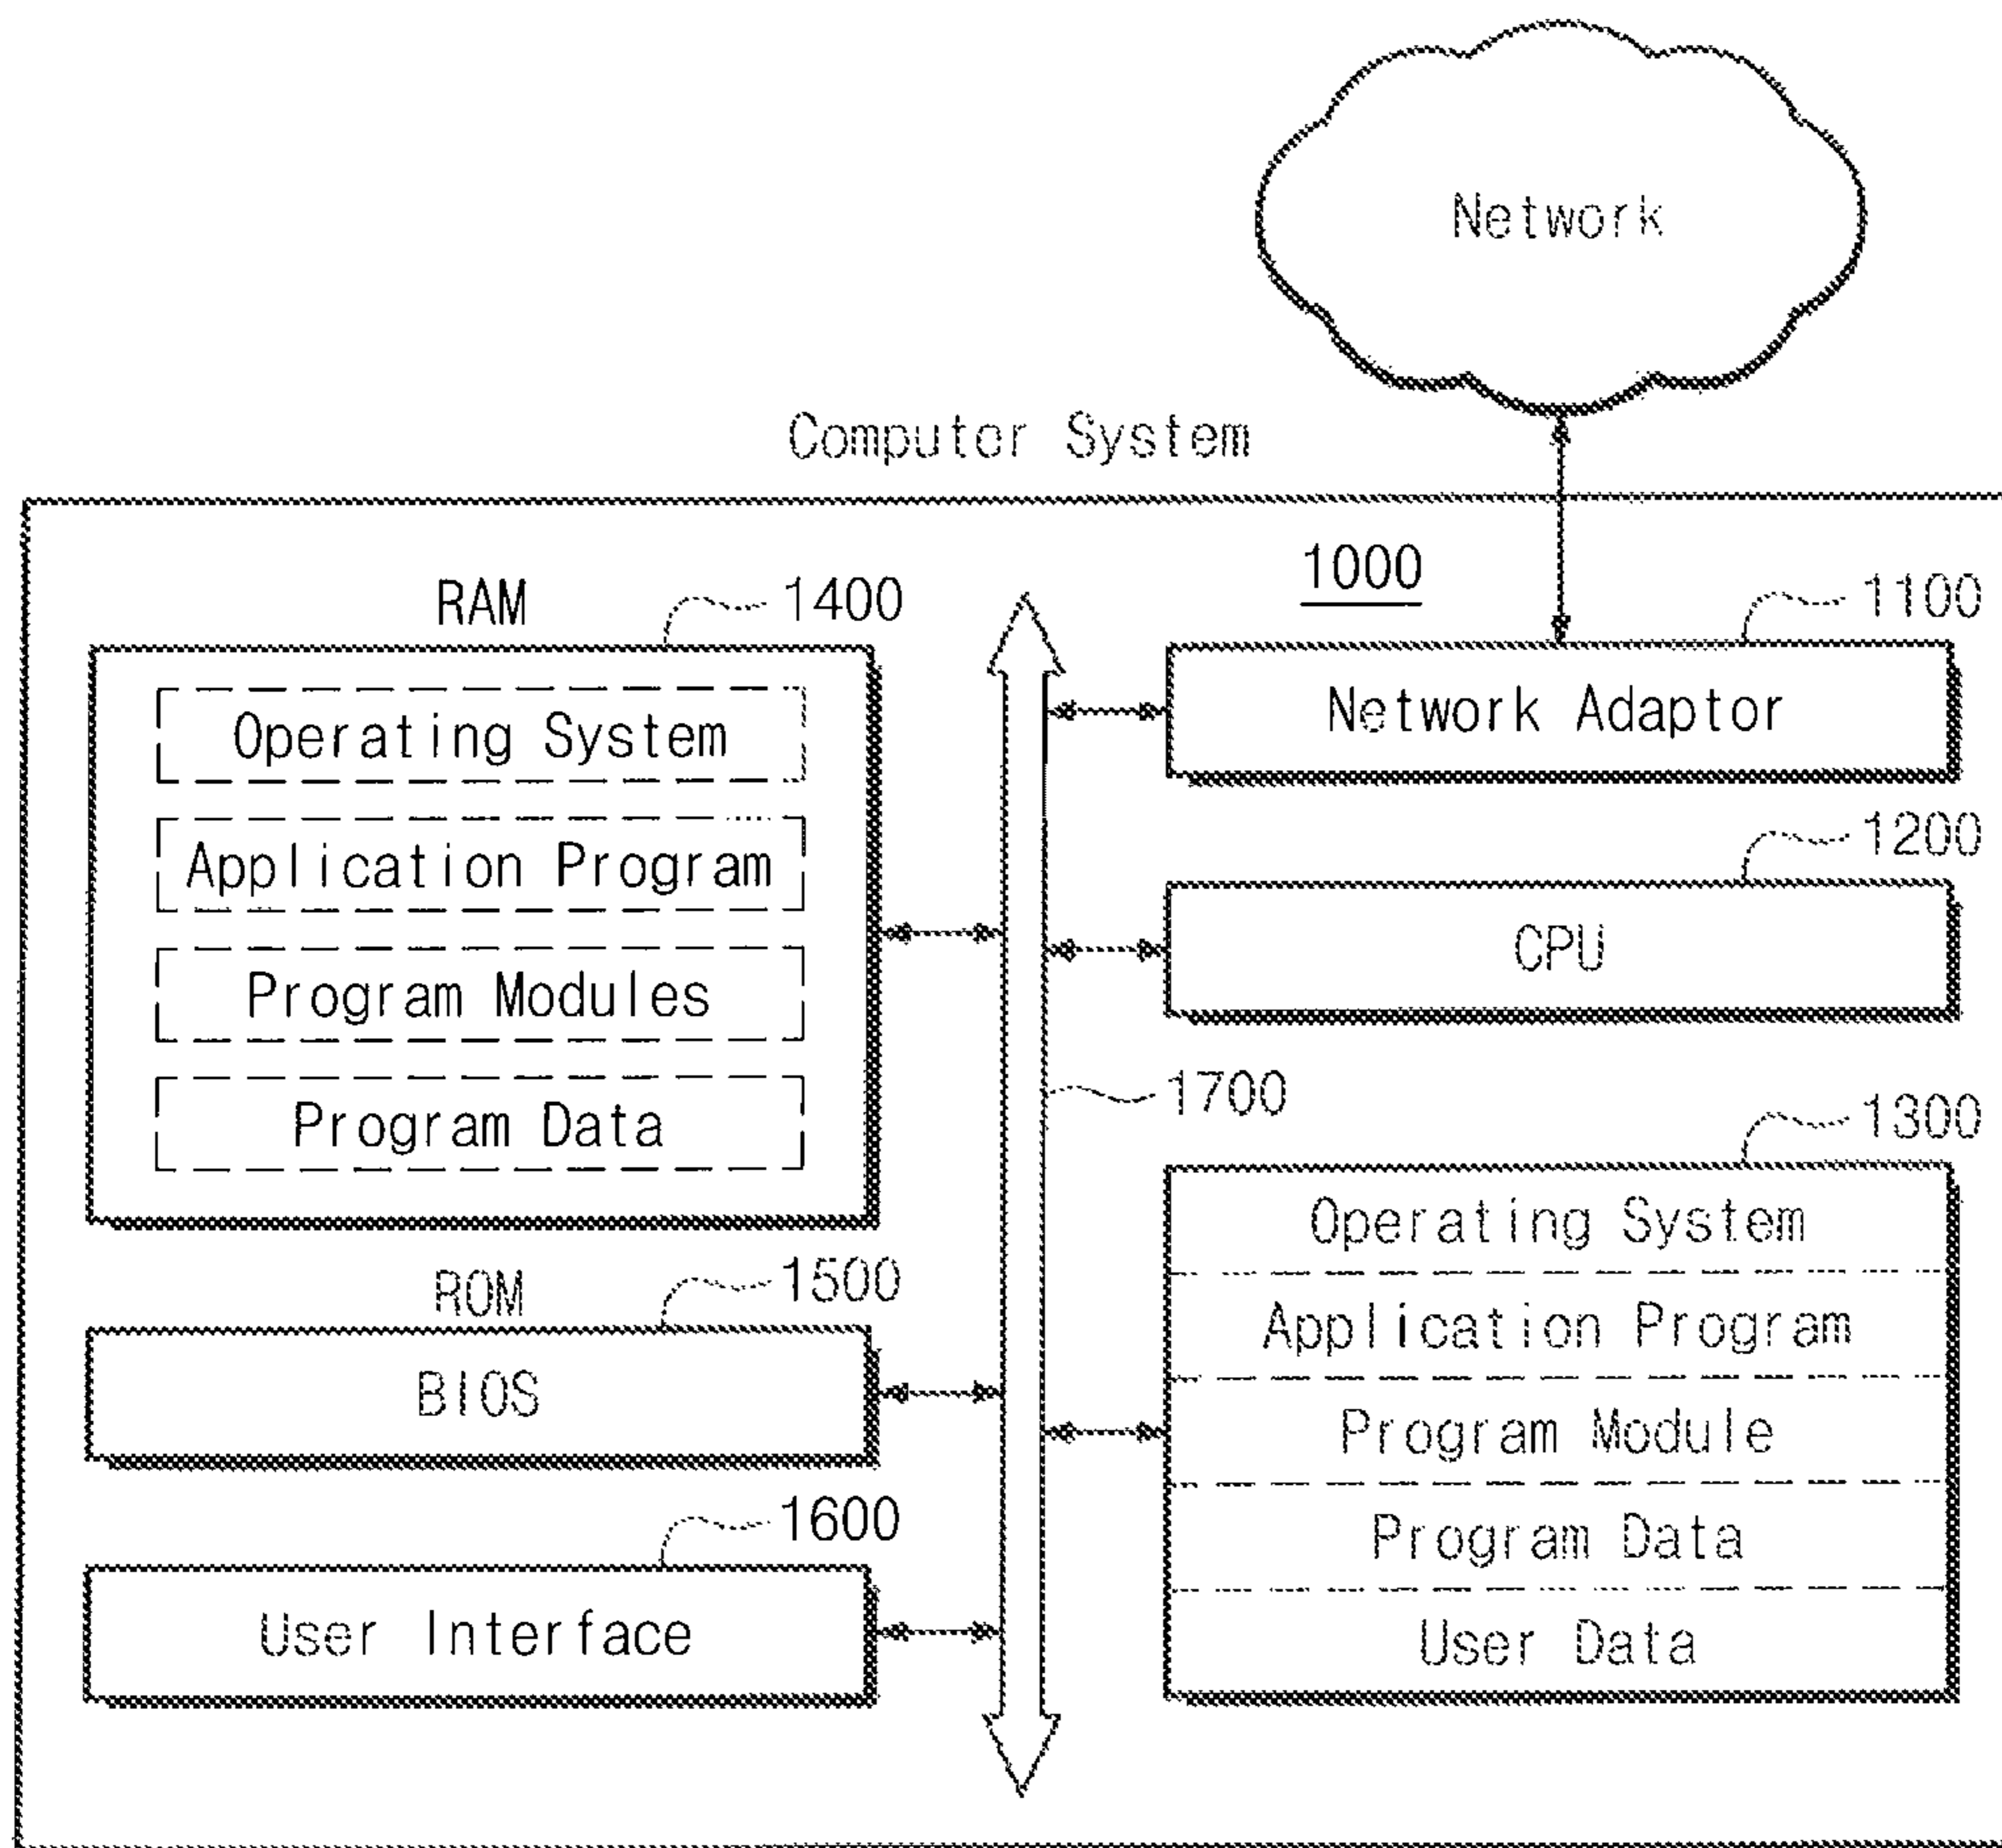 Network
Computer System
1000
RAM
1400
Operating System
Application Program
Program Modules
Program Data
ROM
1500
BIOS
1600
User Interface
1100
Network Adaptor
1200
CPU
1700
1300
Operating System
Application Program
Program Module
Program Data
User Data